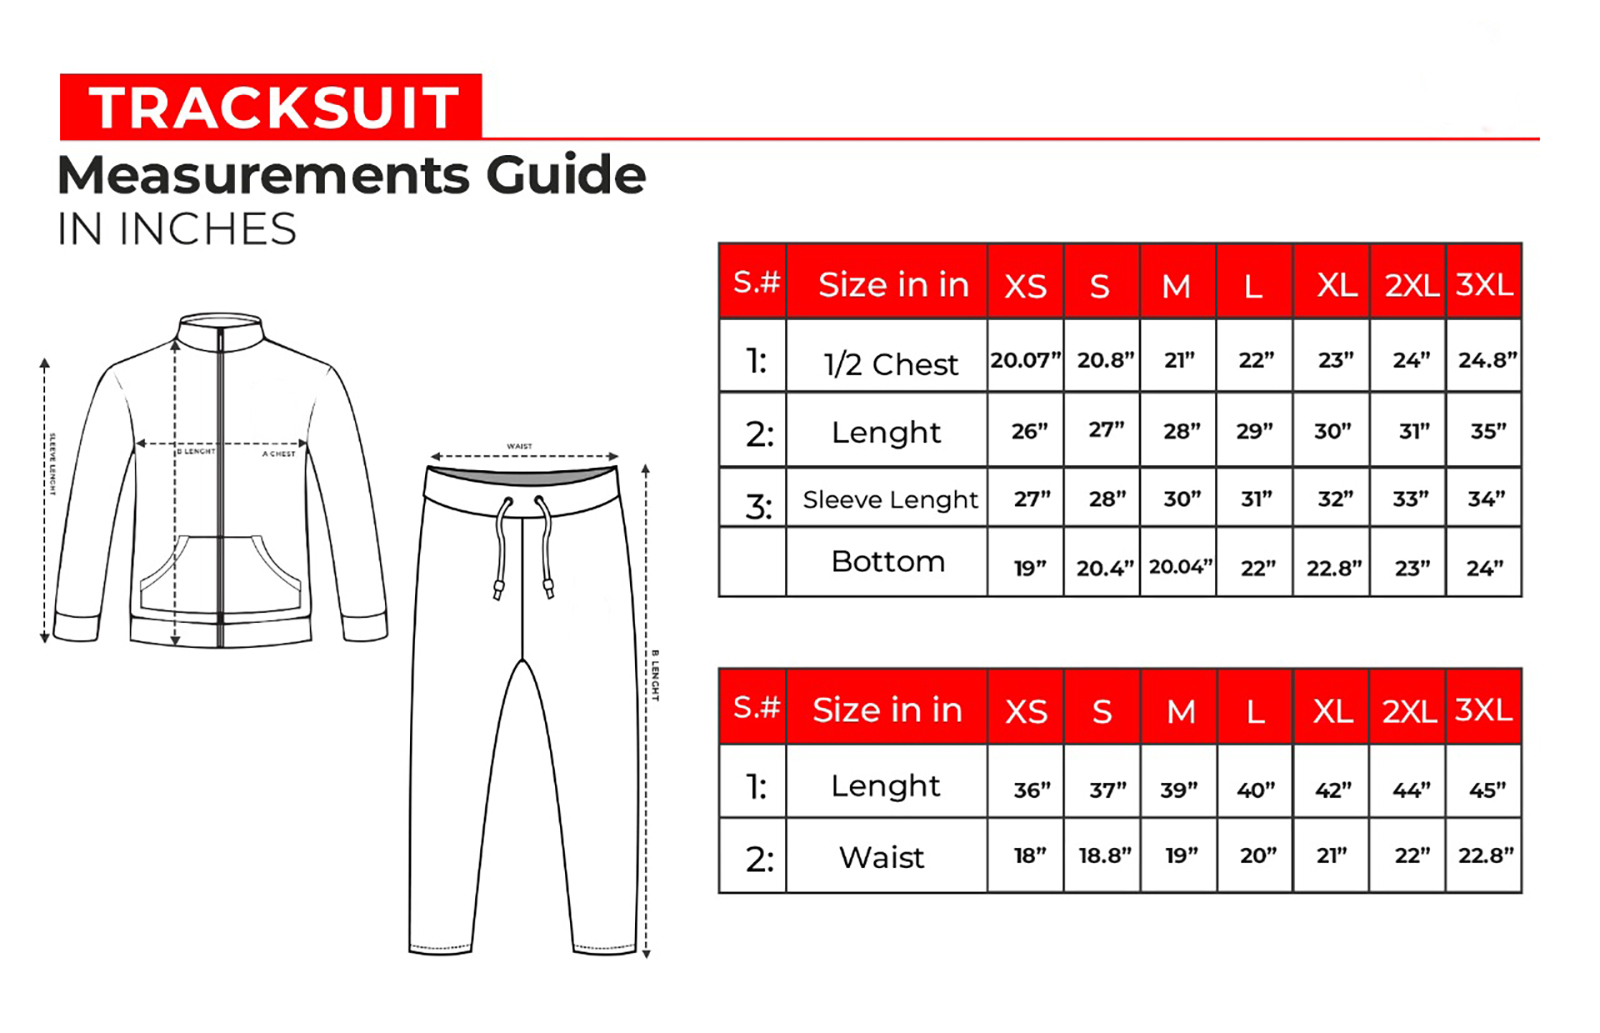 TRACKSUIT
Measurements Guide
IN INCHES
SLEEVE LENGHT
B LENGHT
A CHEST
WAIST
B LENGHT
S.# Size in in XS S M L XL 2XL 3XL
1: 1/2 Chest 20.07” 20.8” 21” 22” 23” 24” 24.8”
2: Lenght 26” 27” 28” 29” 30” 31” 35”
3: Sleeve Lenght 27” 28” 30” 31” 32” 33” 34”
Bottom 19” 20.4” 20.04” 22” 22.8” 23” 24”
S.# Size in in XS S M L XL 2XL 3XL
1: Lenght 36” 37” 39” 40” 42” 44” 45”
2: Waist 18” 18.8” 19” 20” 21” 22” 22.8”